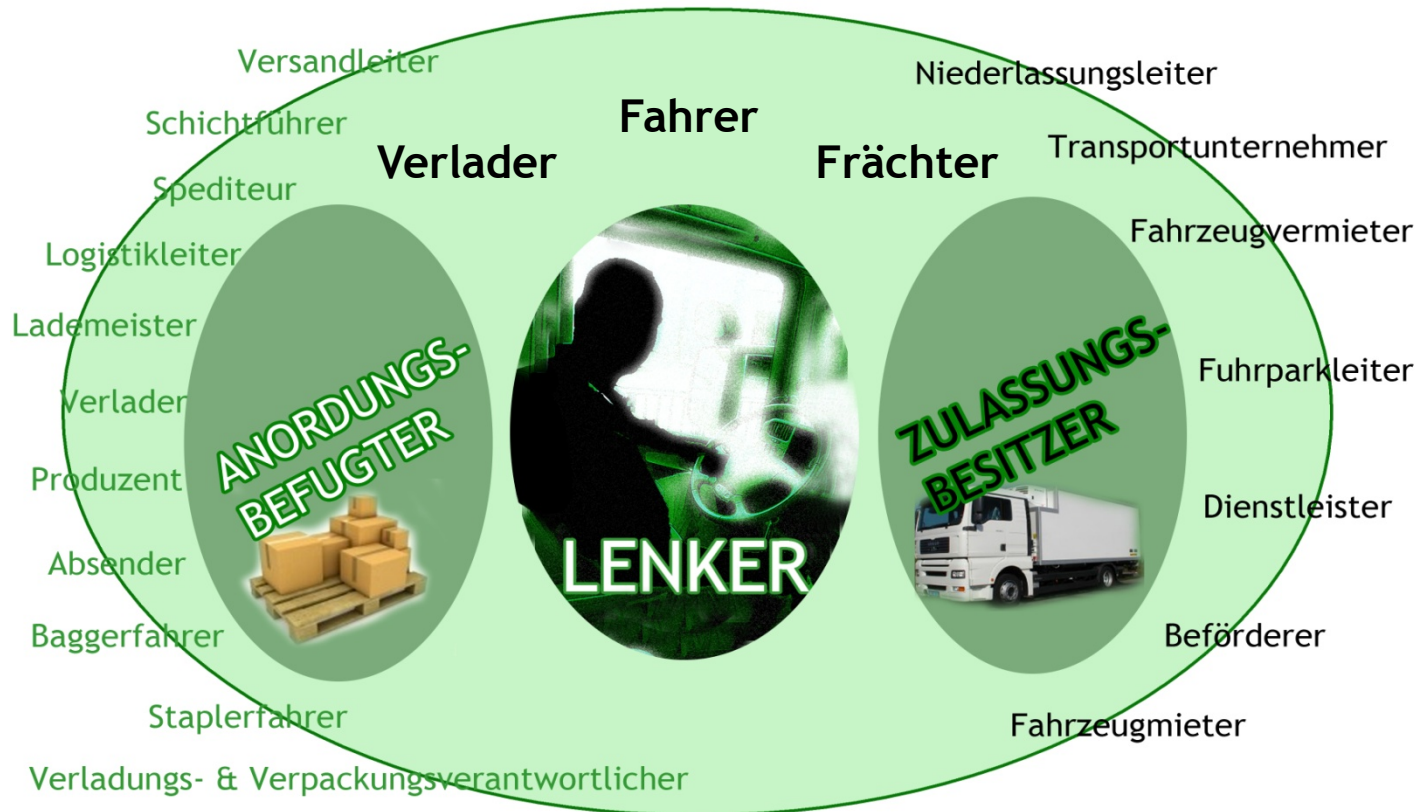 Versandleiter
Schichtführer
Spediteur
Logistikleiter
Lademeister
Verlader
Produzent
Absender
Baggerfahrer
Staplerfahrer
Verladungs- & Verpackungsverantwortlicher
Verlader
Fahrer
Frächter
ANORDUNGS-
BEFUGTER
LENKER
ZULASSUNGS-
BESITZER
Niederlassungsleiter
Transportunternehmer
Fahrzeugvermieter
Fuhrparkleiter
Dienstleister
Beförderer
Fahrzeugmieter